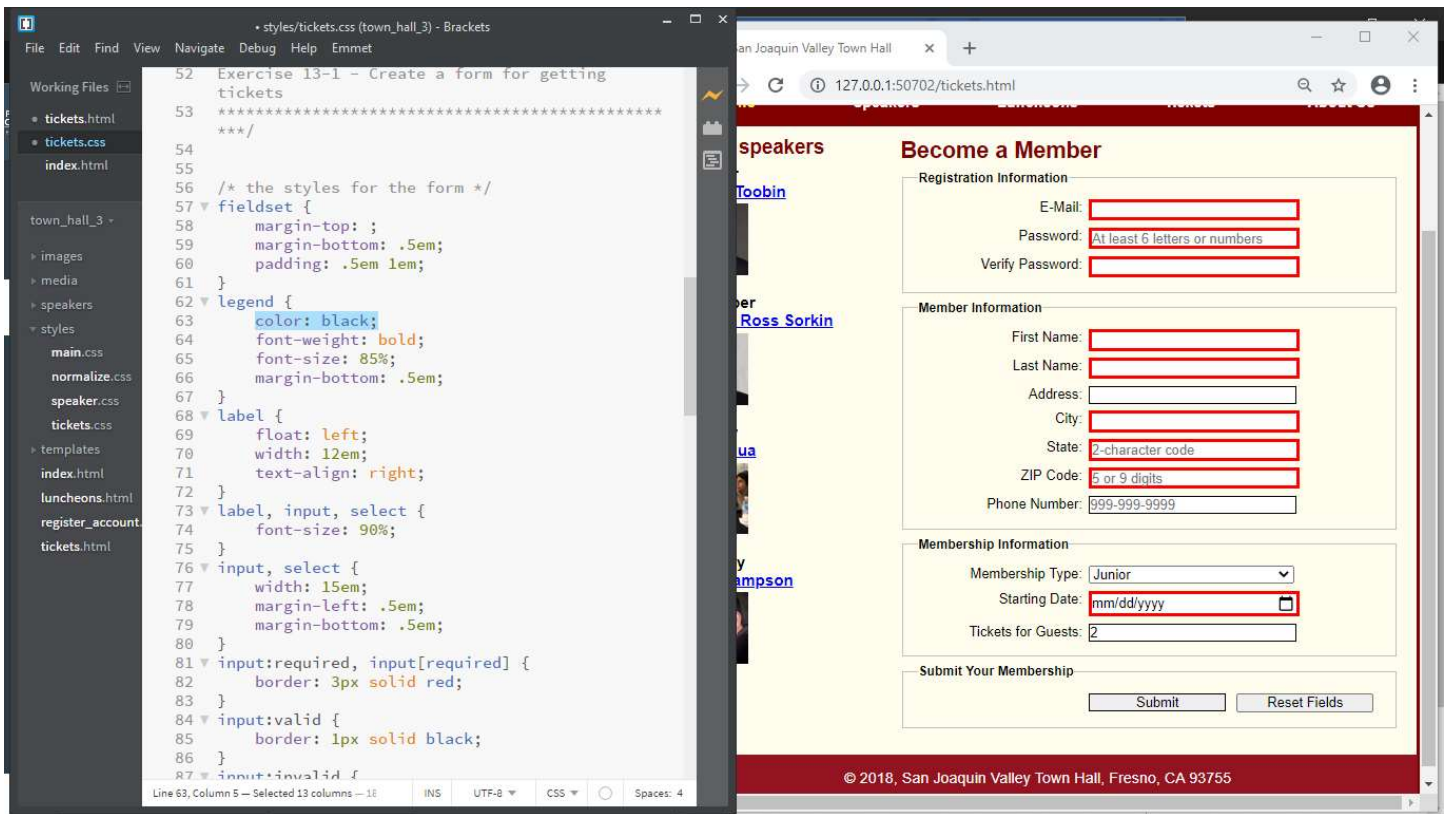 • styles/tickets.css (town_hall_3) - Brackets
File Edit Find View Navigate Debug Help Emmet
Working Files
tickets.html
tickets.css
index.html
town_hall_3
images
media
speakers
styles
main.css
normalize.css
speaker.css
tickets.css
templates
index.html
luncheons.html
register_account.
tickets.html
52 Exercise 13-1 - Create a form for getting
tickets
53 *************************************************
***/
54
55
56 /* the styles for the form */
57 fieldset {
58 margin-top: ;
59 margin-bottom: .5em;
60 padding: .5em 1em;
61 }
62 legend {
63 color: black;
64 font-weight: bold;
65 font-size: 85%;
66 margin-bottom: .5em;
67 }
68 label {
69 float: left;
70 width: 12em;
71 text-align: right;
72 }
73 label, input, select {
74 font-size: 90%;
75 }
76 input, select {
77 width: 15em;
78 margin-left: .5em;
79 margin-bottom: .5em;
80 }
81 input:required, input[required] {
82 border: 3px solid red;
83 }
84 input:valid {
85 border: 1px solid black;
86 }
87 input:invalid {
Line 63, Column 5 — Selected 13 columns — 18 INS UTF-8 CSS Spaces: 4
San Joaquin Valley Town Hall
127.0.0.1:50702/tickets.html
Speakers Luncheons Tickets About Us
speakers
Toobin
Ross Sorkin
ua
y
ampson
Become a Member
Registration Information
E-Mail:
Password: At least 6 letters or numbers
Verify Password:
Member Information
First Name:
Last Name:
Address:
City:
State: 2-character code
ZIP Code: 5 or 9 digits
Phone Number: 999-999-9999
Membership Information
Membership Type: Junior
Starting Date: mm/dd/yyyy
Tickets for Guests: 2
Submit Your Membership
Submit Reset Fields
© 2018, San Joaquin Valley Town Hall, Fresno, CA 93755